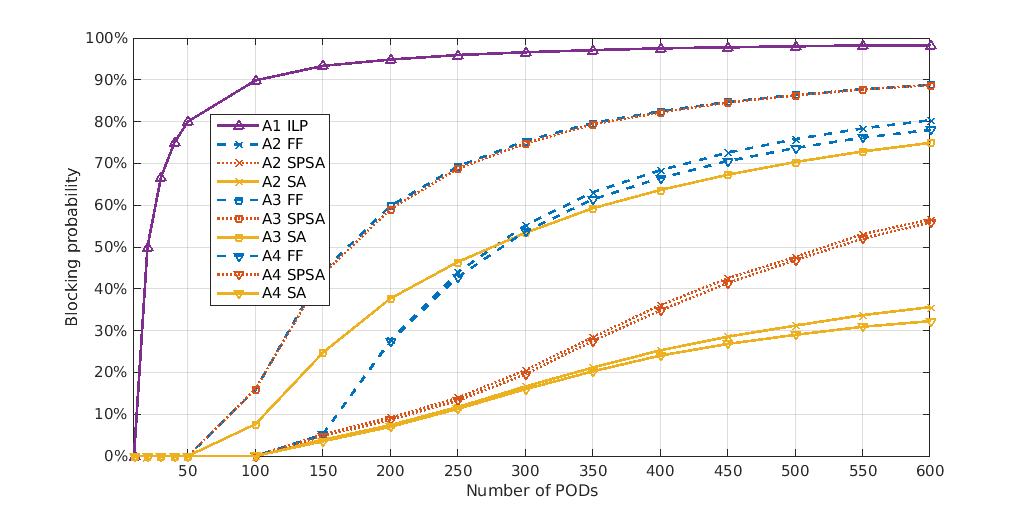 100%
90%
80%
70%
60%
50%
40%
30%
20%
10%
0%
Blocking probability
A1 ILP
A2 FF
A2 SPSA
A2 SA
A3 FF
A3 SPSA
A3 SA
A4 FF
A4 SPSA
A4 SA
50 100 150 200 250 300 350 400 450 500 550 600
Number of PODs